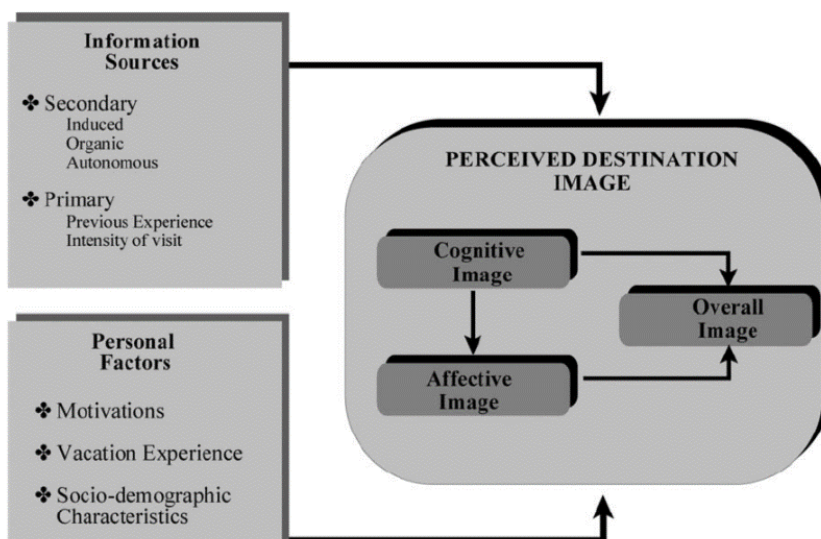 Information
Sources
✤ Secondary
Induced
Organic
Autonomous
✤ Primary
Previous Experience
Intensity of visit
Personal
Factors
✤ Motivations
✤ Vacation Experience
✤ Socio-demographic
Characteristics
PERCEIVED DESTINATION
IMAGE
Cognitive
Image
Affective
Image
Overall
Image